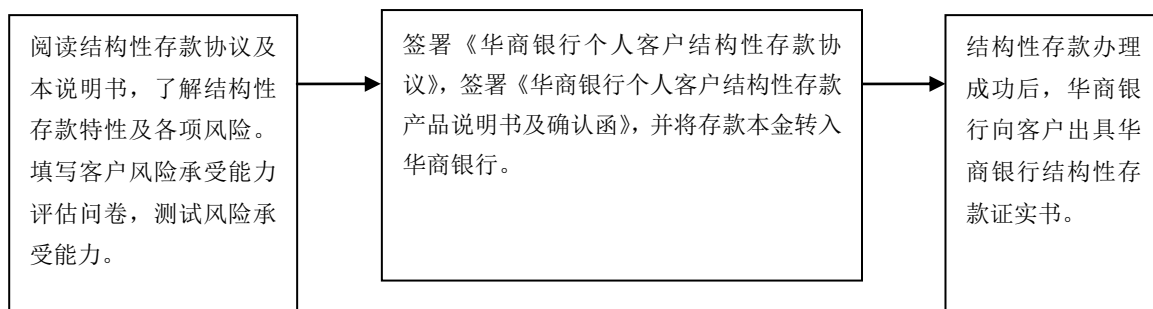 阅读结构性存款协议及
本说明书，了解结构性
存款特性及各项风险。
填写客户风险承受能力
评估问卷，测试风险承
受能力。
签署《华商银行个人客户结构性存款协
议》，签署《华商银行个人客户结构性存款
产品说明书及确认函》，并将存款本金转入
华商银行。
结构性存款办理
成功后，华商银
行向客户出具华
商银行结构性存
款证实书。